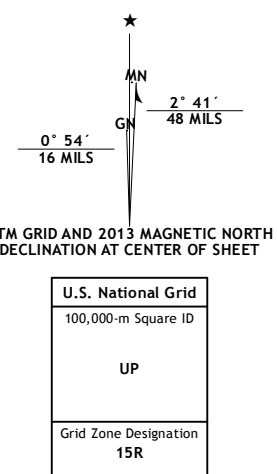 ★
MN
GN
2° 41´
48 MILS
0° 54´
16 MILS
TM GRID AND 2013 MAGNETIC NORTH
DECLINATION AT CENTER OF SHEET
U.S. National Grid
100,000-m Square ID
UP
Grid Zone Designation
15R